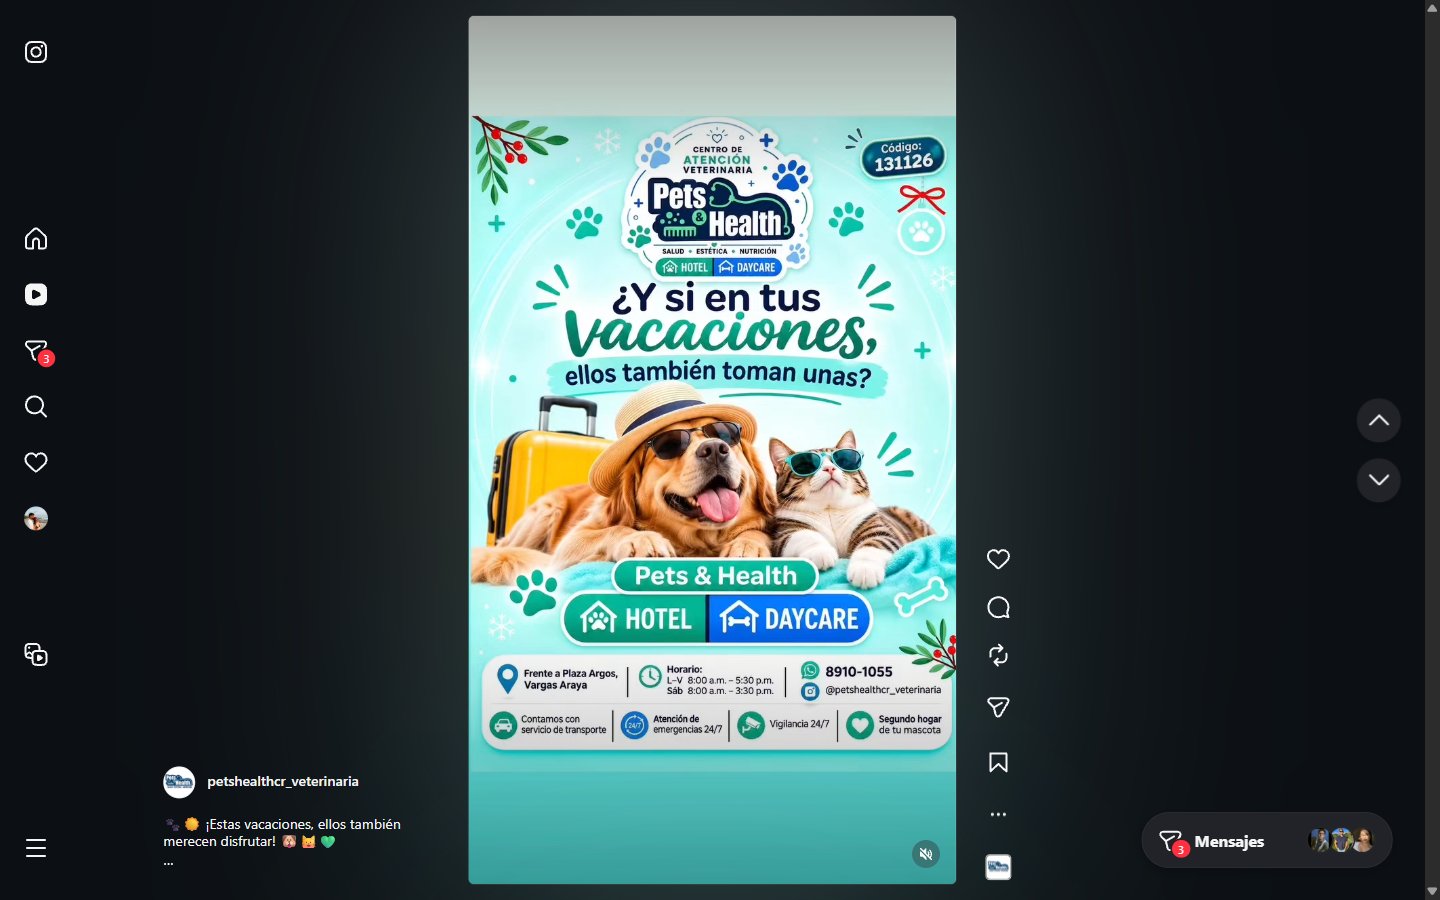 CENTRO DE
ATENCIÓN
VETERINARIA
Pets
&
Health
SALUD • ESTÉTICA • NUTRICIÓN
HOTEL DAYCARE
Código:
131126
¿Y si en tus
Vacaciones,
ellos también toman unas?
Pets & Health
HOTEL DAYCARE
Frente a Plaza Argos,
Vargas Araya
Horario:
L-V 8:00 a.m. – 5:30 p.m.
Sáb 8:00 a.m. – 3:30 p.m.
8910-1055
@petshealthcr_veterinaria
Contamos con
servicio de transporte
24/7
Atención de
emergencias 24/7
Vigilancia 24/7
Segundo hogar
de tu mascota
petshealthcr_veterinaria
¡Estas vacaciones, ellos también
merecen disfrutar!
...
3
3
Mensajes